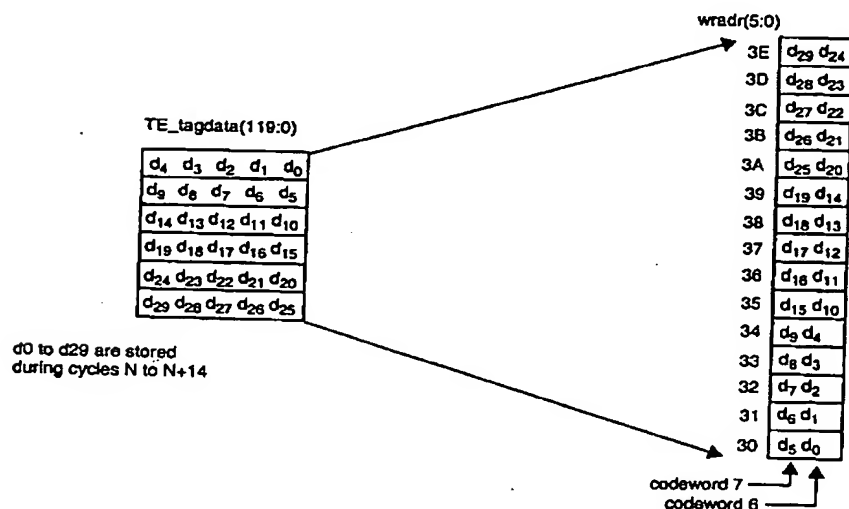 wradr(5:0)
3E d29 d24
3D d28 d23
3C d27 d22
3B d26 d21
3A d25 d20
39 d19 d14
38 d18 d13
37 d17 d12
36 d16 d11
35 d15 d10
34 d9 d4
33 d8 d3
32 d7 d2
31 d6 d1
30 d5 d0
codeword 7
codeword 6
TE_tagdata(119:0)
d4 d3 d2 d1 d0
d9 d8 d7 d6 d5
d14 d13 d12 d11 d10
d19 d18 d17 d16 d15
d24 d23 d22 d21 d20
d29 d28 d27 d26 d25
d0 to d29 are stored
during cycles N to N+14